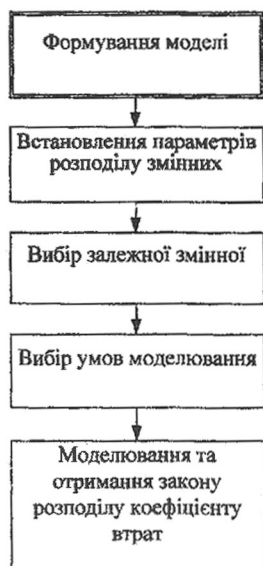 Формування моделі
Встановлення параметрів
розподілу змінних
Вибір залежної змінної
Вибір умов моделювання
Моделювання та
отримання закону
розподілу коефіцієнту
втрат